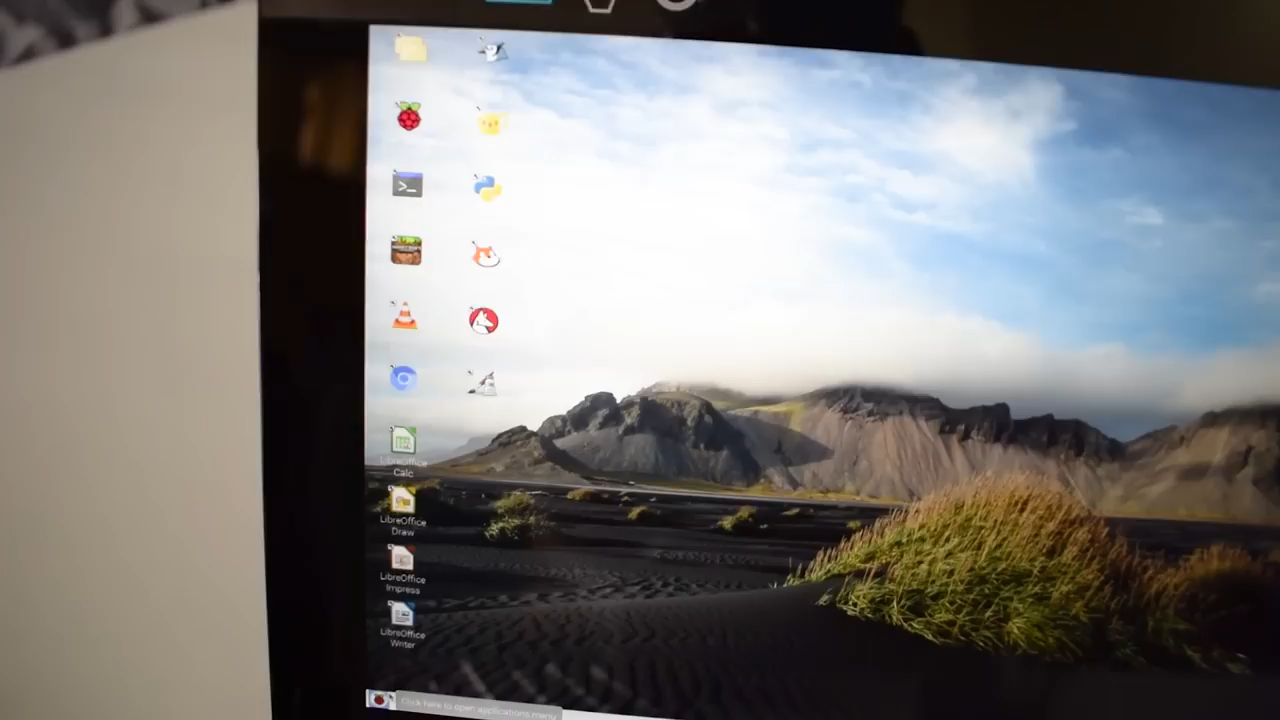 LibreOffice
Calc
LibreOffice
Draw
LibreOffice
Impress
LibreOffice
Writer
Click here to open applications menu